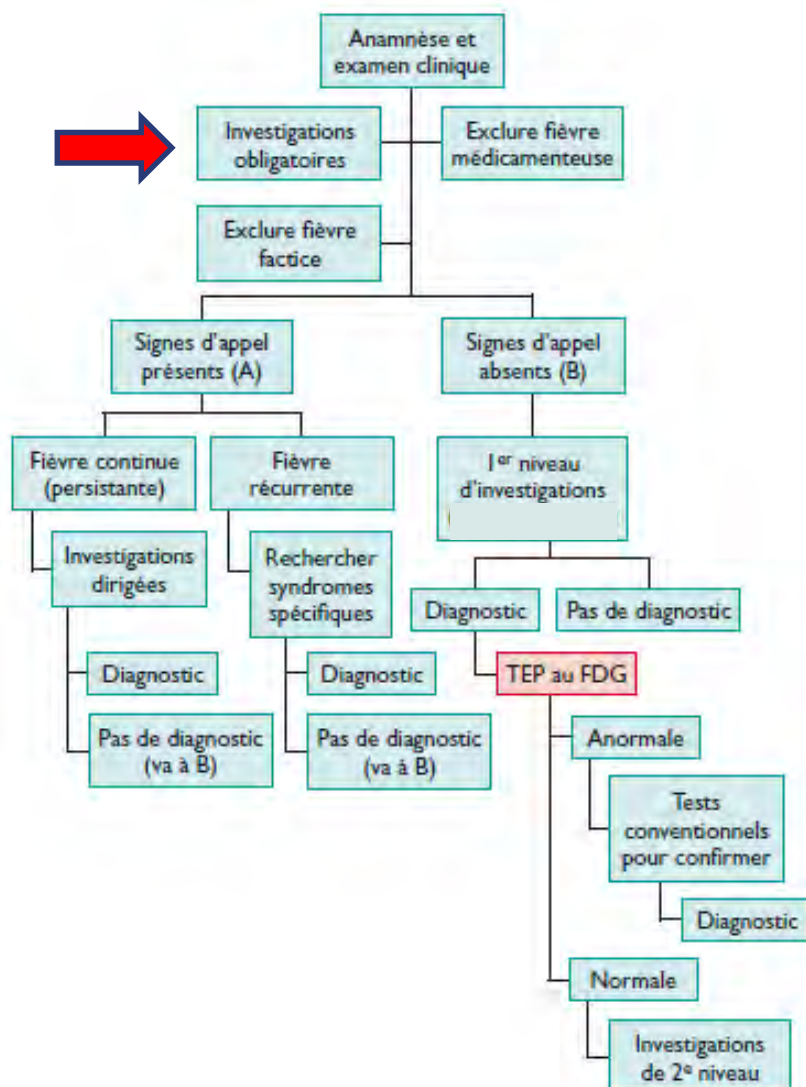 Anamnèse et
examen clinique
Investigations
obligatoires
Exclure fièvre
médicamenteuse
Exclure fièvre
factice
Signes d'appel
présents (A)
Signes d'appel
absents (B)
Fièvre continue
(persistante)
Fièvre
récurrente
1er niveau
d'investigations
Investigations
dirigées
Rechercher
syndromes
spécifiques
Diagnostic
Pas de diagnostic
Diagnostic
Diagnostic
TEP au FDG
Pas de diagnostic
(va à B)
Pas de diagnostic
(va à B)
Anormale
Tests
conventionnels
pour confirmer
Diagnostic
Normale
Investigations
de 2e niveau